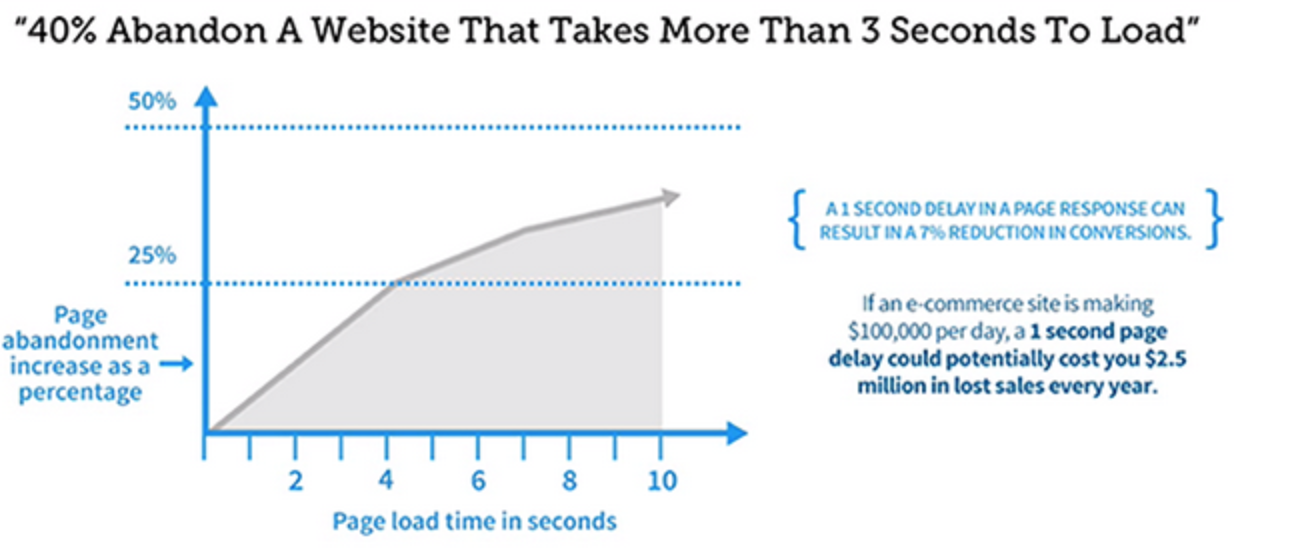 “40% Abandon A Website That Takes More Than 3 Seconds To Load”
50%
25%
Page
abandonment
increase as a
percentage
2 4 6 8 10
Page load time in seconds
A 1 SECOND DELAY IN A PAGE RESPONSE CAN
RESULT IN A 7% REDUCTION IN CONVERSIONS.
If an e-commerce site is making
$100,000 per day, a 1 second page
delay could potentially cost you $2.5
million in lost sales every year.